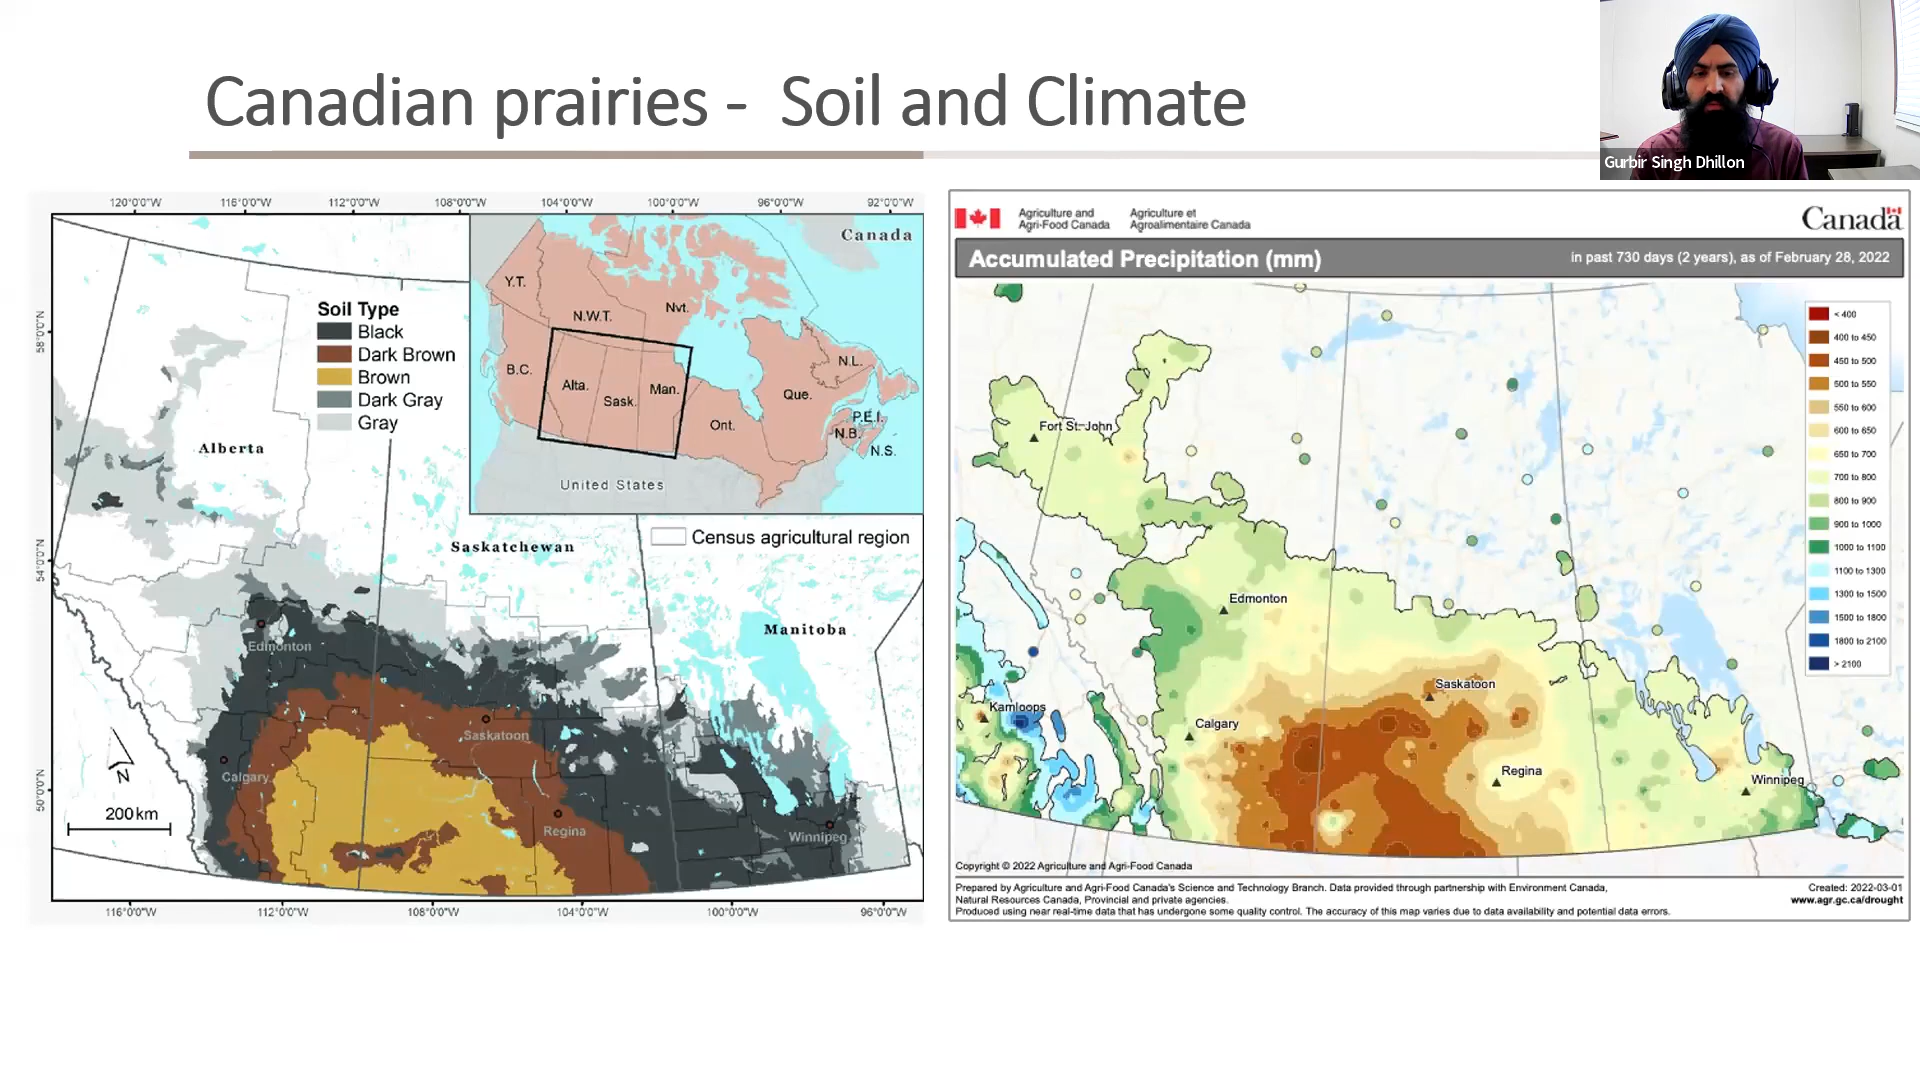 Canadian prairies - Soil and Climate
Gurbir Singh Dhillon
120°0'0"W
116°0'0"W
112°0'0"W
108°0'0"W
104°0'0"W
100°0'0"W
96°0'0"W
92°0'0"W
58°0'0"N
54°0'0"N
50°0'0"N
Canada
Y.T.
N.W.T.
Nvt.
B.C.
Alta.
Sask.
Man.
Ont.
Que.
N.L.
P.E.I.
N.B.
N.S.
United States
Soil Type
Black
Dark Brown
Brown
Dark Gray
Gray
Census agricultural region
Alberta
Saskatchewan
Manitoba
Edmonton
Saskatoon
Calgary
Regina
Winnipeg
N
200 km
116°0'0"W
112°0'0"W
108°0'0"W
104°0'0"W
100°0'0"W
96°0'0"W
Agriculture and
Agri-Food Canada
Agriculture et
Agroalimentaire Canada
Canada
Accumulated Precipitation (mm)
in past 730 days (2 years), as of February 28, 2022
< 400
400 to 450
450 to 500
500 to 550
550 to 600
600 to 650
650 to 700
700 to 800
800 to 900
900 to 1000
1000 to 1100
1100 to 1300
1300 to 1500
1500 to 1800
1800 to 2100
> 2100
Fort St. John
Edmonton
Saskatoon
Kamloops
Calgary
Regina
Winnipeg
Copyright © 2022 Agriculture and Agri-Food Canada
Prepared by Agriculture and Agri-Food Canada's Science and Technology Branch. Data provided through partnership with Environment Canada,
Natural Resources Canada, Provincial and private agencies.
Produced using near real-time data that has undergone some quality control. The accuracy of this map varies due to data availability and potential data errors.
Created: 2022-03-01
www.agr.gc.ca/drought